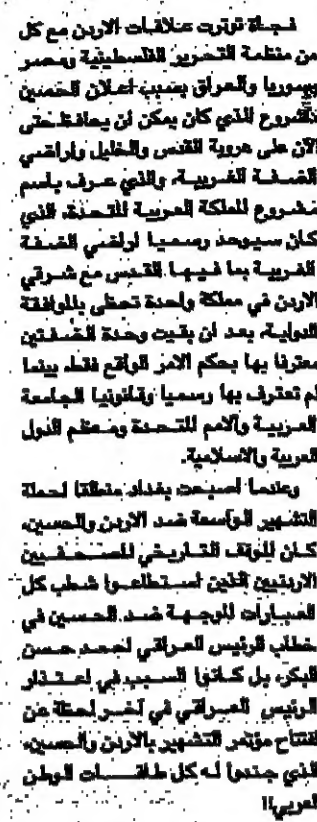 فجأة توترت علاقات الاردن مع كل
من منظمة التحرير الفلسطينية ومصر
وسوريا والعراق بسبب اعلان الحسين
للمشروع الذي كان يمكن ان يحافظ حتى
الآن على عروبة القدس والخليل واراضي
الضفة الغربية، والذي عرف باسم
مشروع المملكة العربية المتحدة، الذي
كان سيوحد رسميا اراضي الضفة
الغربية بما فيها القدس مع شرقي
الاردن في مملكة واحدة تحظى بالموافقة
الدولية، بعد ان بقيت وحدة الضفتين
معترفا بها بحكم الامر الواقع فقط، بينما
لم تعترف بها رسميا وقانونيا الجامعة
العربية والامم المتحدة ومعظم الدول
العربية والاسلامية.
وعندما اصبحت بغداد منطلقا لحملة
التشهير الواسعة ضد الاردن والحسين،
كان للموقف التاريخي للصحفيين
الاردنيين الذين استطاعوا شطب كل
العبارات الموجهة ضد الحسين في
خطاب الرئيس العراقي احمد حسن
البكر، بل كانوا السبب في اعتذار
الرئيس العراقي في آخر لحظة عن
افتتاح مؤتمر التشهير بالاردن والحسين،
الذي جندوا له كل طاقات الوطن
العربي!!